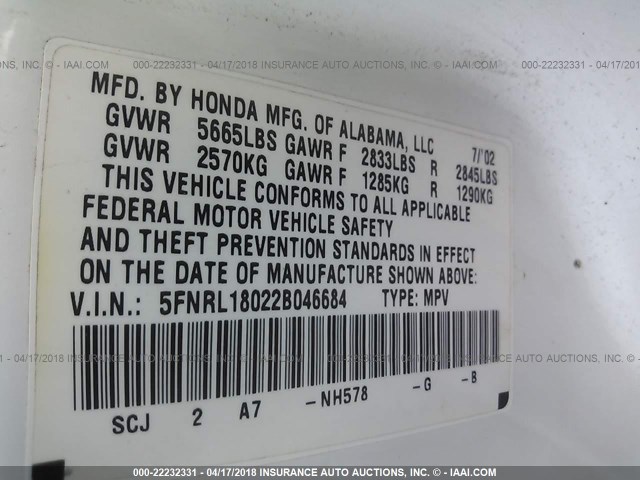 000-22232331 - 04/17/2018 INSURANCE AUTO AUCTIONS, INC. - © - IAAI.COM
MFD. BY HONDA MFG. OF ALABAMA, LLC 7/'02
GVWR 5665LBS GAWR F 2833LBS R 2845LBS
GVWR 2570KG GAWR F 1285KG R 1290KG
THIS VEHICLE CONFORMS TO ALL APPLICABLE
FEDERAL MOTOR VEHICLE SAFETY
AND THEFT PREVENTION STANDARDS IN EFFECT
ON THE DATE OF MANUFACTURE SHOWN ABOVE:
V.I.N.: 5FNRL18022B046684 TYPE: MPV
SCJ 2 A7 -NH578 -G -B
000-22232331 - 04/17/2018 INSURANCE AUTO AUCTIONS, INC. - © - IAAI.COM